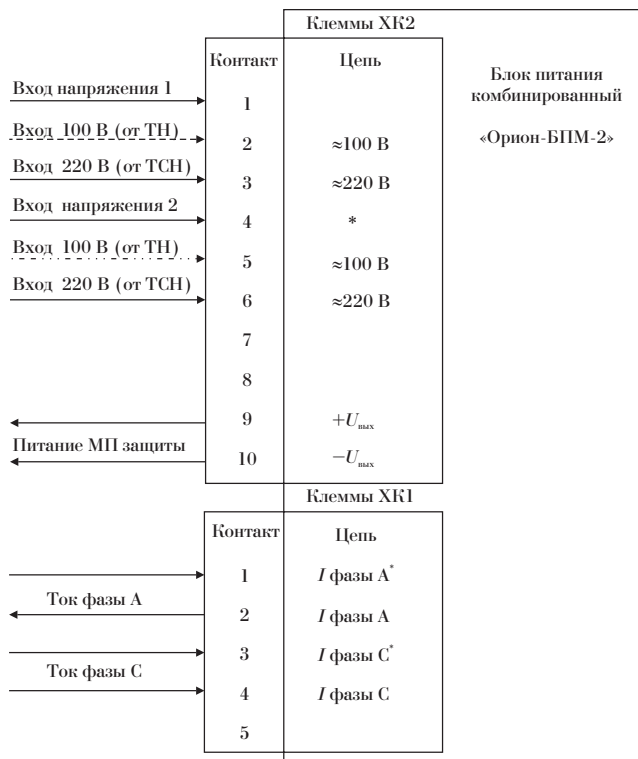 Клеммы ХК2
Контакт Цепь
Блок питания
комбинированный
«Орион-БПМ-2»
Вход напряжения 1
1
Вход 100 В (от ТН)
2 ≈100 В
Вход 220 В (от ТСН)
3 ≈220 В
Вход напряжения 2
4 *
Вход 100 В (от ТН)
5 ≈100 В
Вход 220 В (от ТСН)
6 ≈220 В
7
8
9 +Uвых
Питание МП защиты
10 −Uвых
Клеммы ХК1
Контакт Цепь
1 I фазы А*
Ток фазы А
2 I фазы А
3 I фазы С*
Ток фазы С
4 I фазы С
5